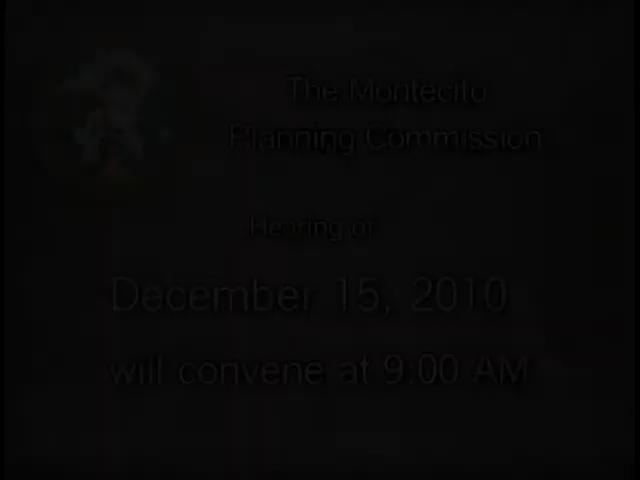 The Montecito
Planning Commission
Hearing of
December 15, 2010
will convene at 9:00 AM